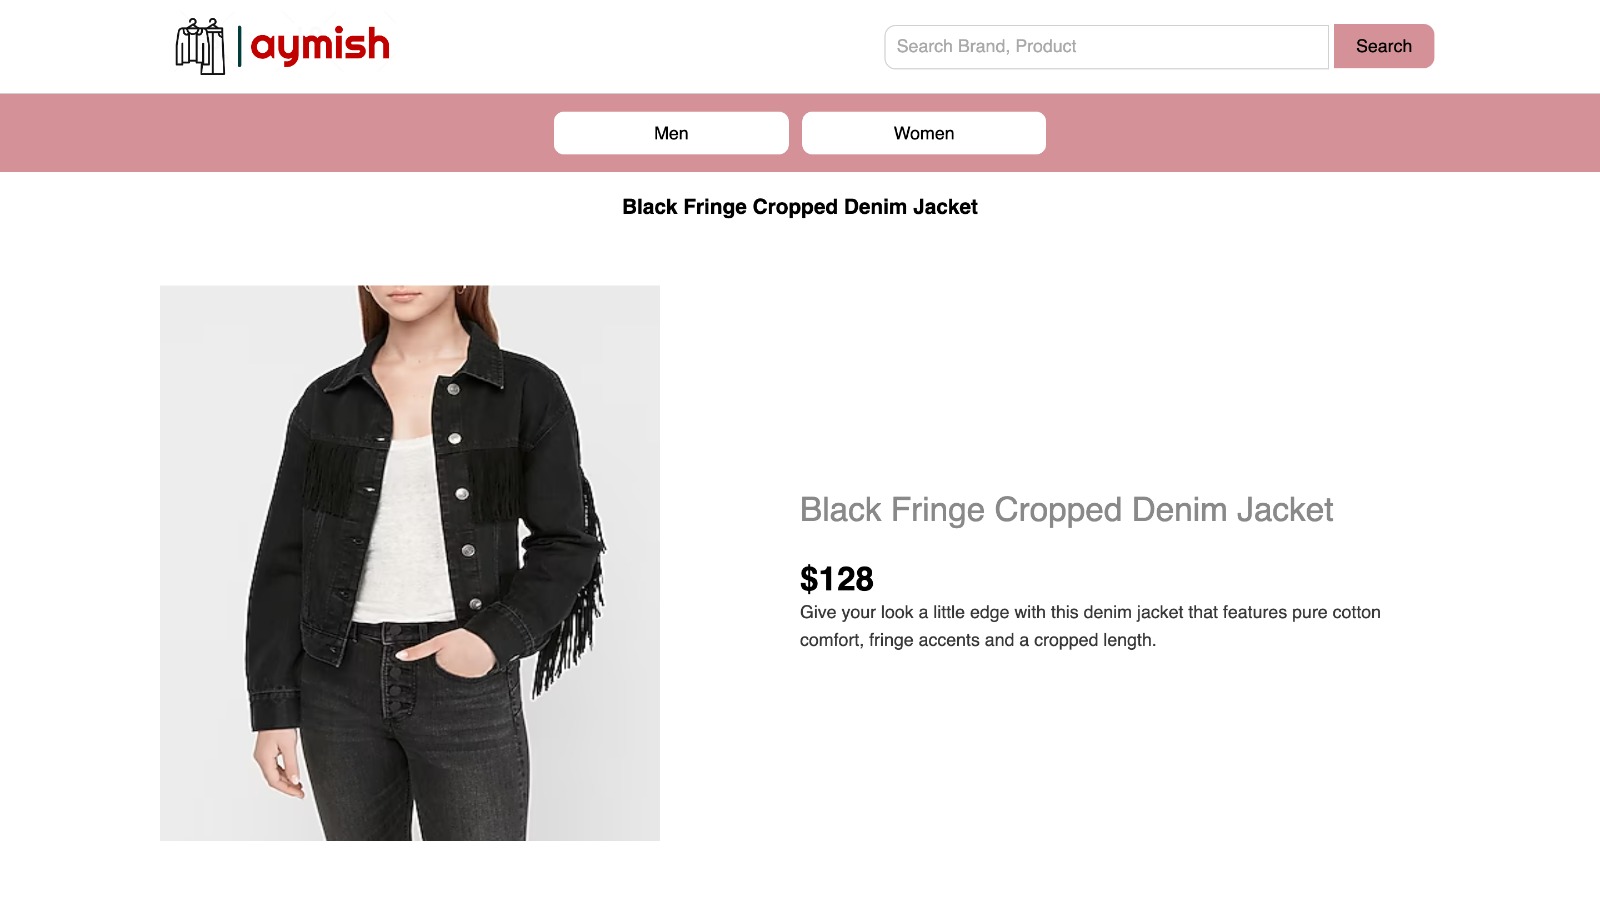 aymish
Search Brand, Product
Search
Men
Women
Black Fringe Cropped Denim Jacket
Black Fringe Cropped Denim Jacket
$128
Give your look a little edge with this denim jacket that features pure cotton
comfort, fringe accents and a cropped length.